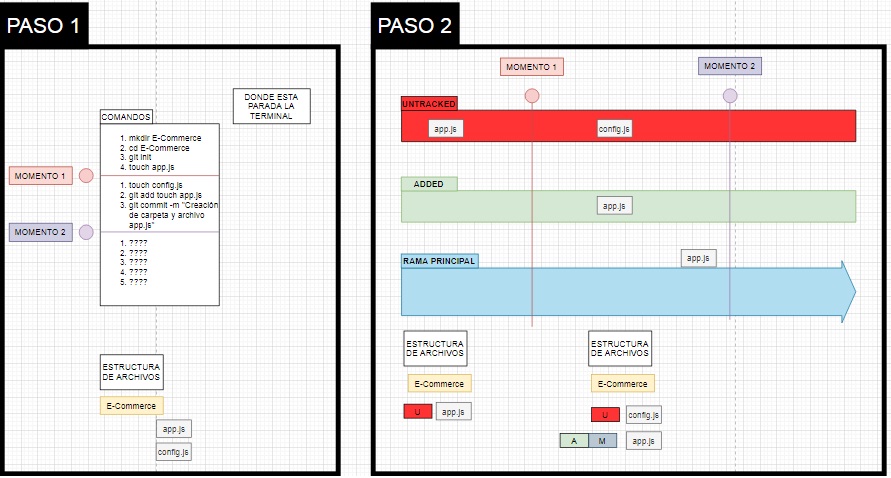 PASO 1
DONDE ESTA
PARADA LA
TERMINAL
COMANDOS
1. mkdir E-Commerce
2. cd E-Commerce
3. git init
4. touch app.js
MOMENTO 1
1. touch config.js
2. git add touch app.js
3. git commit -m "Creación
de carpeta y archivo
app.js"
MOMENTO 2
1. ????
2. ????
3. ????
4. ????
5. ????
ESTRUCTURA
DE ARCHIVOS
E-Commerce
app.js
config.js
PASO 2
MOMENTO 1
MOMENTO 2
UNTRACKED
app.js
config.js
ADDED
app.js
RAMA PRINCIPAL
app.js
ESTRUCTURA
DE ARCHIVOS
E-Commerce
U
app.js
ESTRUCTURA
DE ARCHIVOS
E-Commerce
U
config.js
A
M
app.js